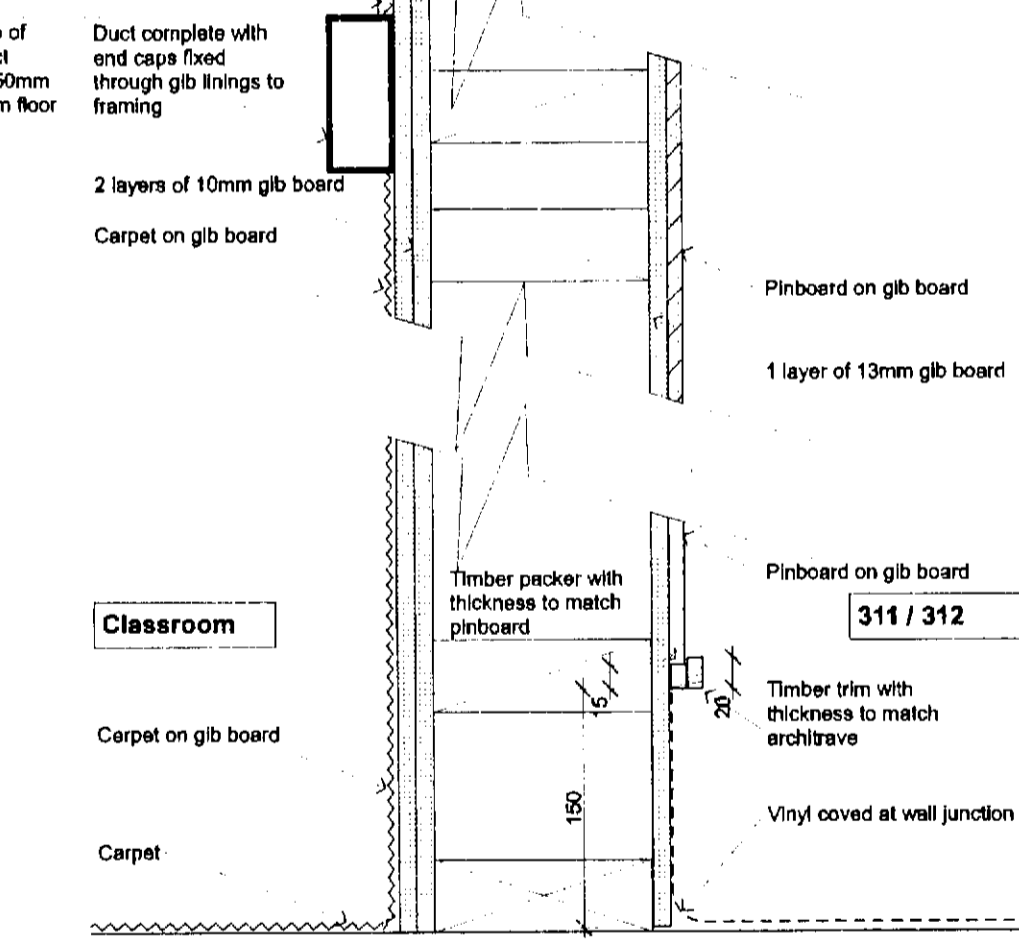 of
Duct complete with
end caps fixed
through gib linings to
framing
50mm
floor
2 layers of 10mm gib board
Carpet on gib board
Pinboard on gib board
1 layer of 13mm gib board
Timber packer with
thickness to match
pinboard
Pinboard on gib board
Classroom
311 / 312
15
20
Timber trim with
thickness to match
architrave
Carpet on gib board
150
Vinyl coved at wall junction
Carpet